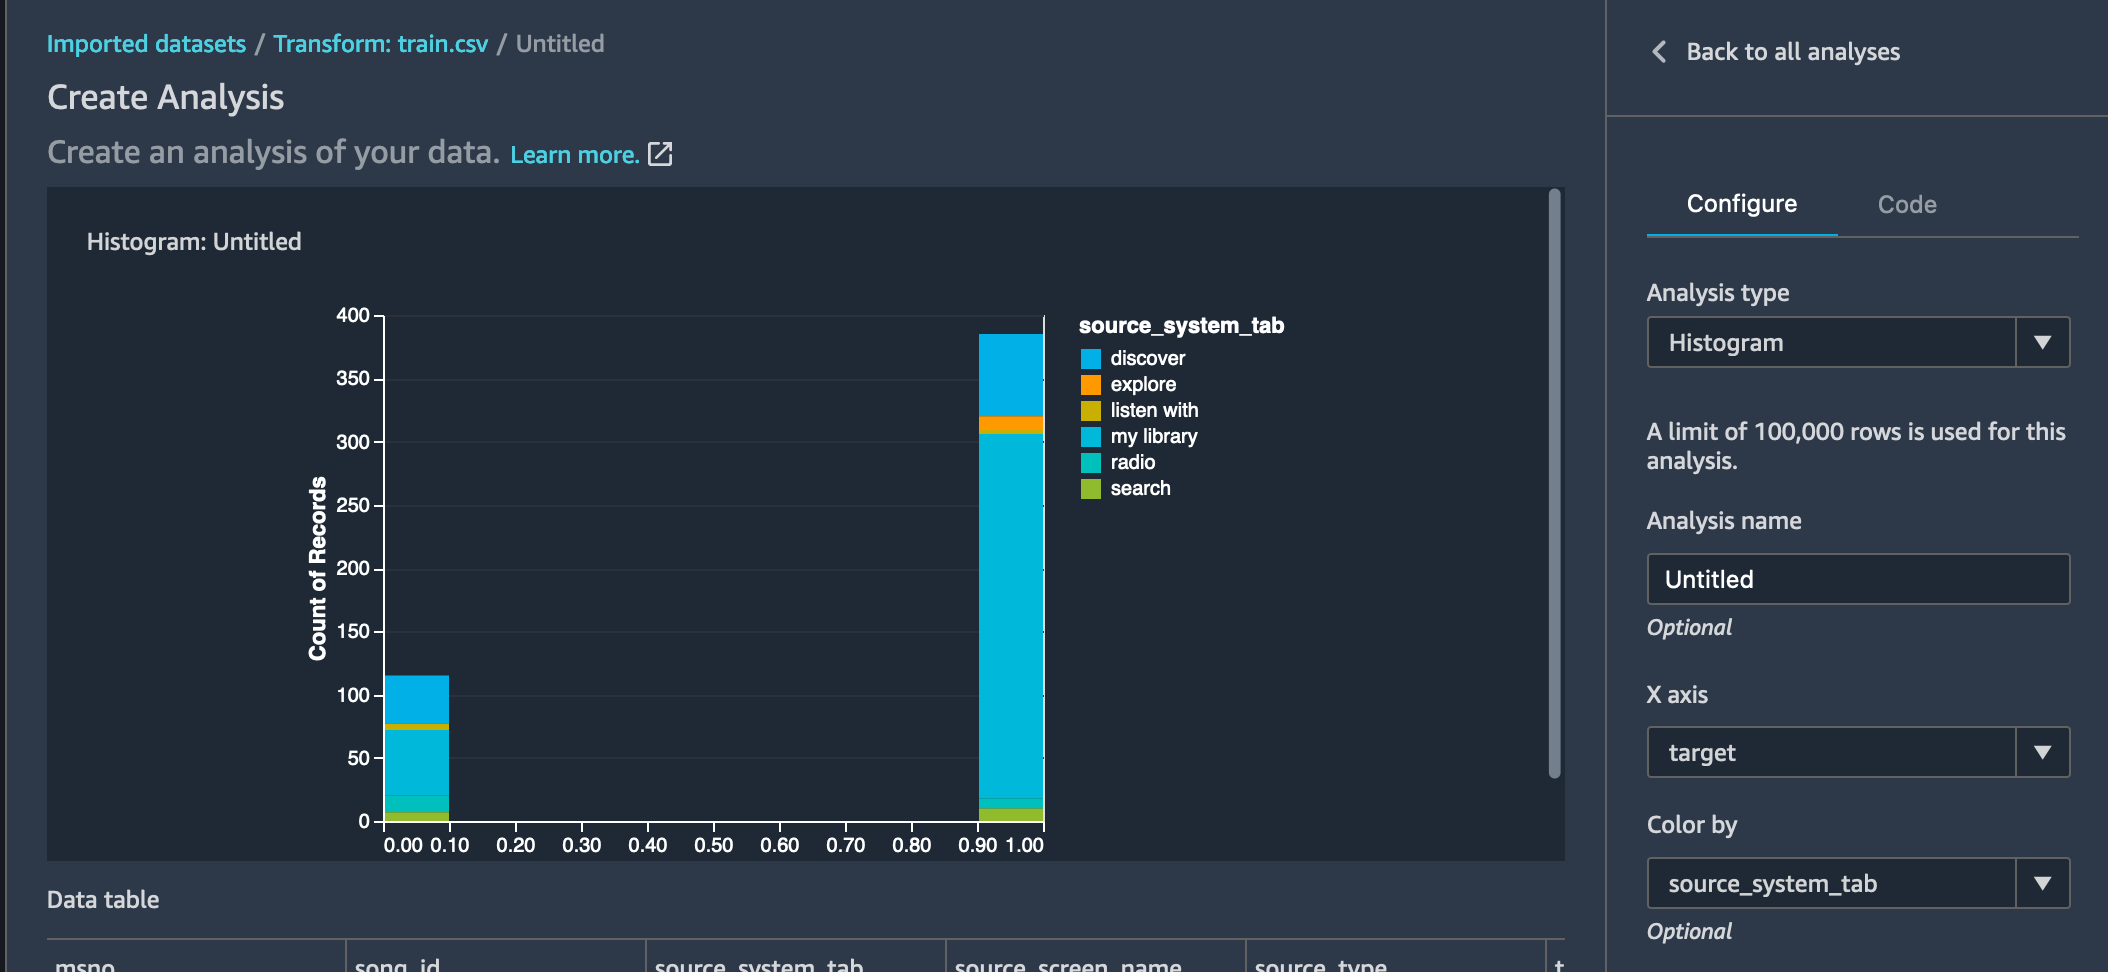 Imported datasets / Transform: train.csv / Untitled
Create Analysis
Create an analysis of your data. Learn more.
Histogram: Untitled
400
350
300
250
200
150
100
50
0
Count of Records
0.00 0.10 0.20 0.30 0.40 0.50 0.60 0.70 0.80 0.90 1.00
source_system_tab
discover
explore
listen with
my library
radio
search
Data table
msno song_id source_system_tab source_screen_name source_type t
Back to all analyses
Configure Code
Analysis type
Histogram
A limit of 100,000 rows is used for this
analysis.
Analysis name
Untitled
Optional
X axis
target
Color by
source_system_tab
Optional